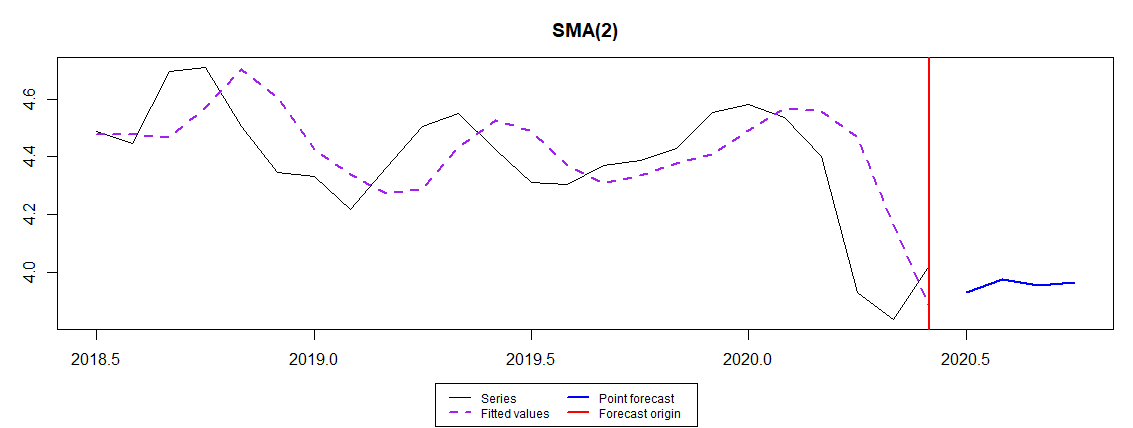 SMA(2)
4.6
4.4
4.2
4.0
2018.5 2019.0 2019.5 2020.0 2020.5
Series Point forecast
Fitted values Forecast origin